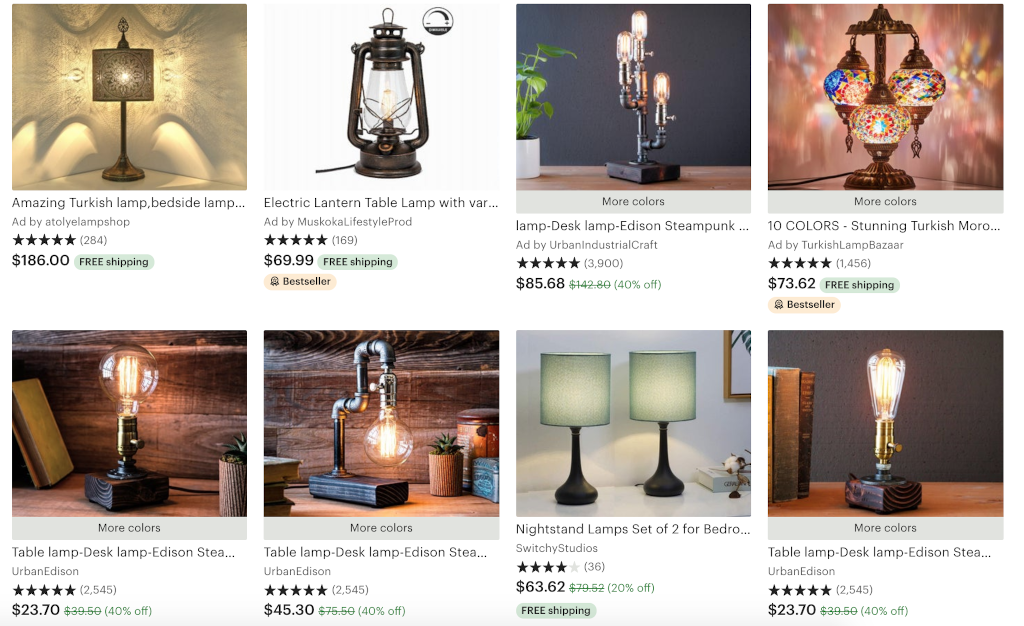 DIMMABLE
Amazing Turkish lamp,bedside lamp...
Ad by atolyelampshop
★★★★★ (284)
$186.00 FREE shipping
Electric Lantern Table Lamp with var...
Ad by MuskokaLifestyleProd
★★★★★ (169)
$69.99 FREE shipping
Bestseller
More colors
lamp-Desk lamp-Edison Steampunk ...
Ad by UrbanIndustrialCraft
★★★★★ (3,900)
$85.68 $142.80 (40% off)
More colors
10 COLORS - Stunning Turkish Moro...
Ad by TurkishLampBazaar
★★★★★ (1,456)
$73.62 FREE shipping
Bestseller
More colors
Table lamp-Desk lamp-Edison Stea...
UrbanEdison
★★★★★ (2,545)
$23.70 $39.50 (40% off)
More colors
Table lamp-Desk lamp-Edison Stea...
UrbanEdison
★★★★★ (2,545)
$45.30 $75.50 (40% off)
Nightstand Lamps Set of 2 for Bedro...
SwitchyStudios
★★★★★ (36)
$63.62 $79.52 (20% off)
FREE shipping
More colors
Table lamp-Desk lamp-Edison Stea...
UrbanEdison
★★★★★ (2,545)
$23.70 $39.50 (40% off)